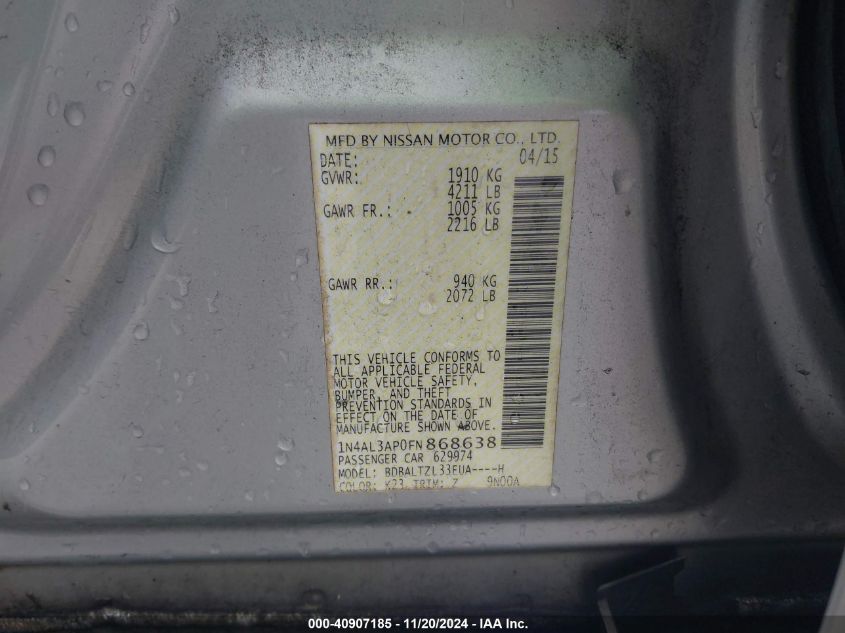 MFD BY NISSAN MOTOR CO., LTD.
DATE: 04/15
GVWR: 1910 KG
4211 LB
GAWR FR.: 1005 KG
2216 LB
GAWR RR.: 940 KG
2072 LB
THIS VEHICLE CONFORMS TO
ALL APPLICABLE FEDERAL
MOTOR VEHICLE SAFETY,
BUMPER, AND THEFT
PREVENTION STANDARDS IN
EFFECT ON THE DATE OF
MANUFACTURE SHOWN ABOVE.
1N4AL3AP0FN868638
PASSENGER CAR 629974
MODEL: BDBALTZL33EUA----H
COLOR: K23 TRIM: Z 9N00A
000-40907185 - 11/20/2024 - IAA Inc.